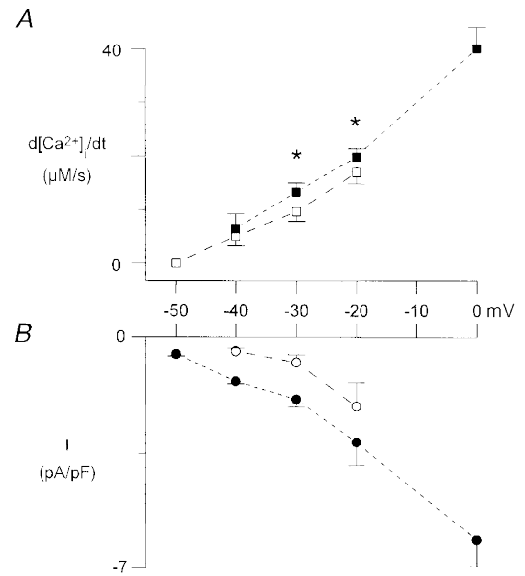 A
40
d[Ca²⁺]ᵢ/dt
(µM/s)
*
*
0
-50 -40 -30 -20 -10 0 mV
B
0
I
(pA/pF)
-7